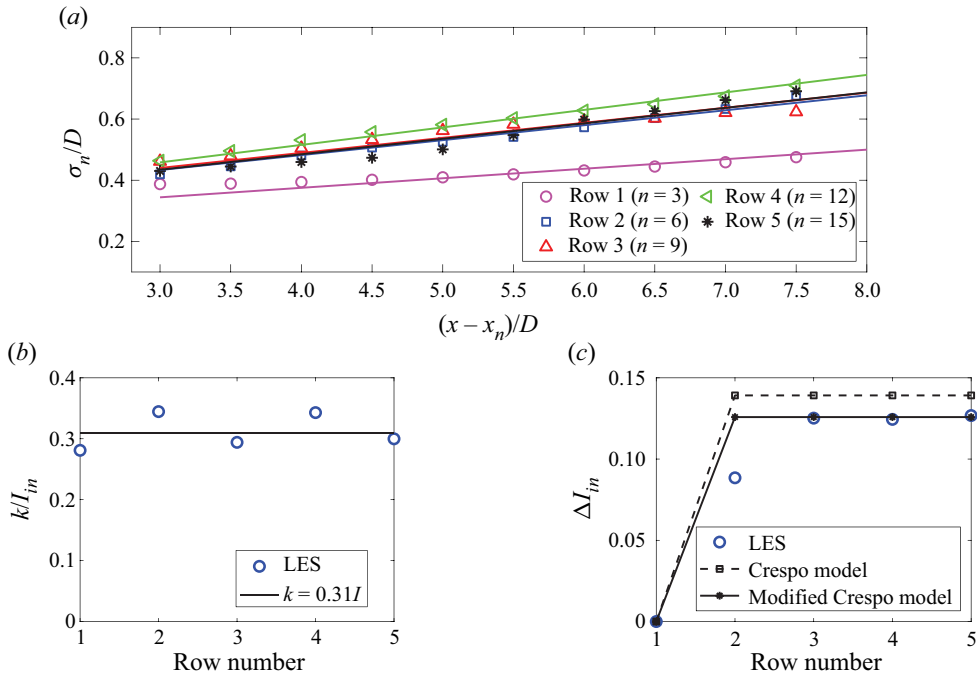 (a)
0.8
0.6
0.4
0.2
σn/D
3.0 3.5 4.0 4.5 5.0 5.5 6.0 6.5 7.0 7.5 8.0
(x – xn)/D
Row 1 (n = 3)
Row 2 (n = 6)
Row 3 (n = 9)
Row 4 (n = 12)
Row 5 (n = 15)
(b)
0.4
0.3
0.2
0.1
0
k/Iin
1 2 3 4 5
Row number
LES
k = 0.31I
(c)
0.15
0.10
0.05
0
ΔIin
1 2 3 4 5
Row number
LES
Crespo model
Modified Crespo model